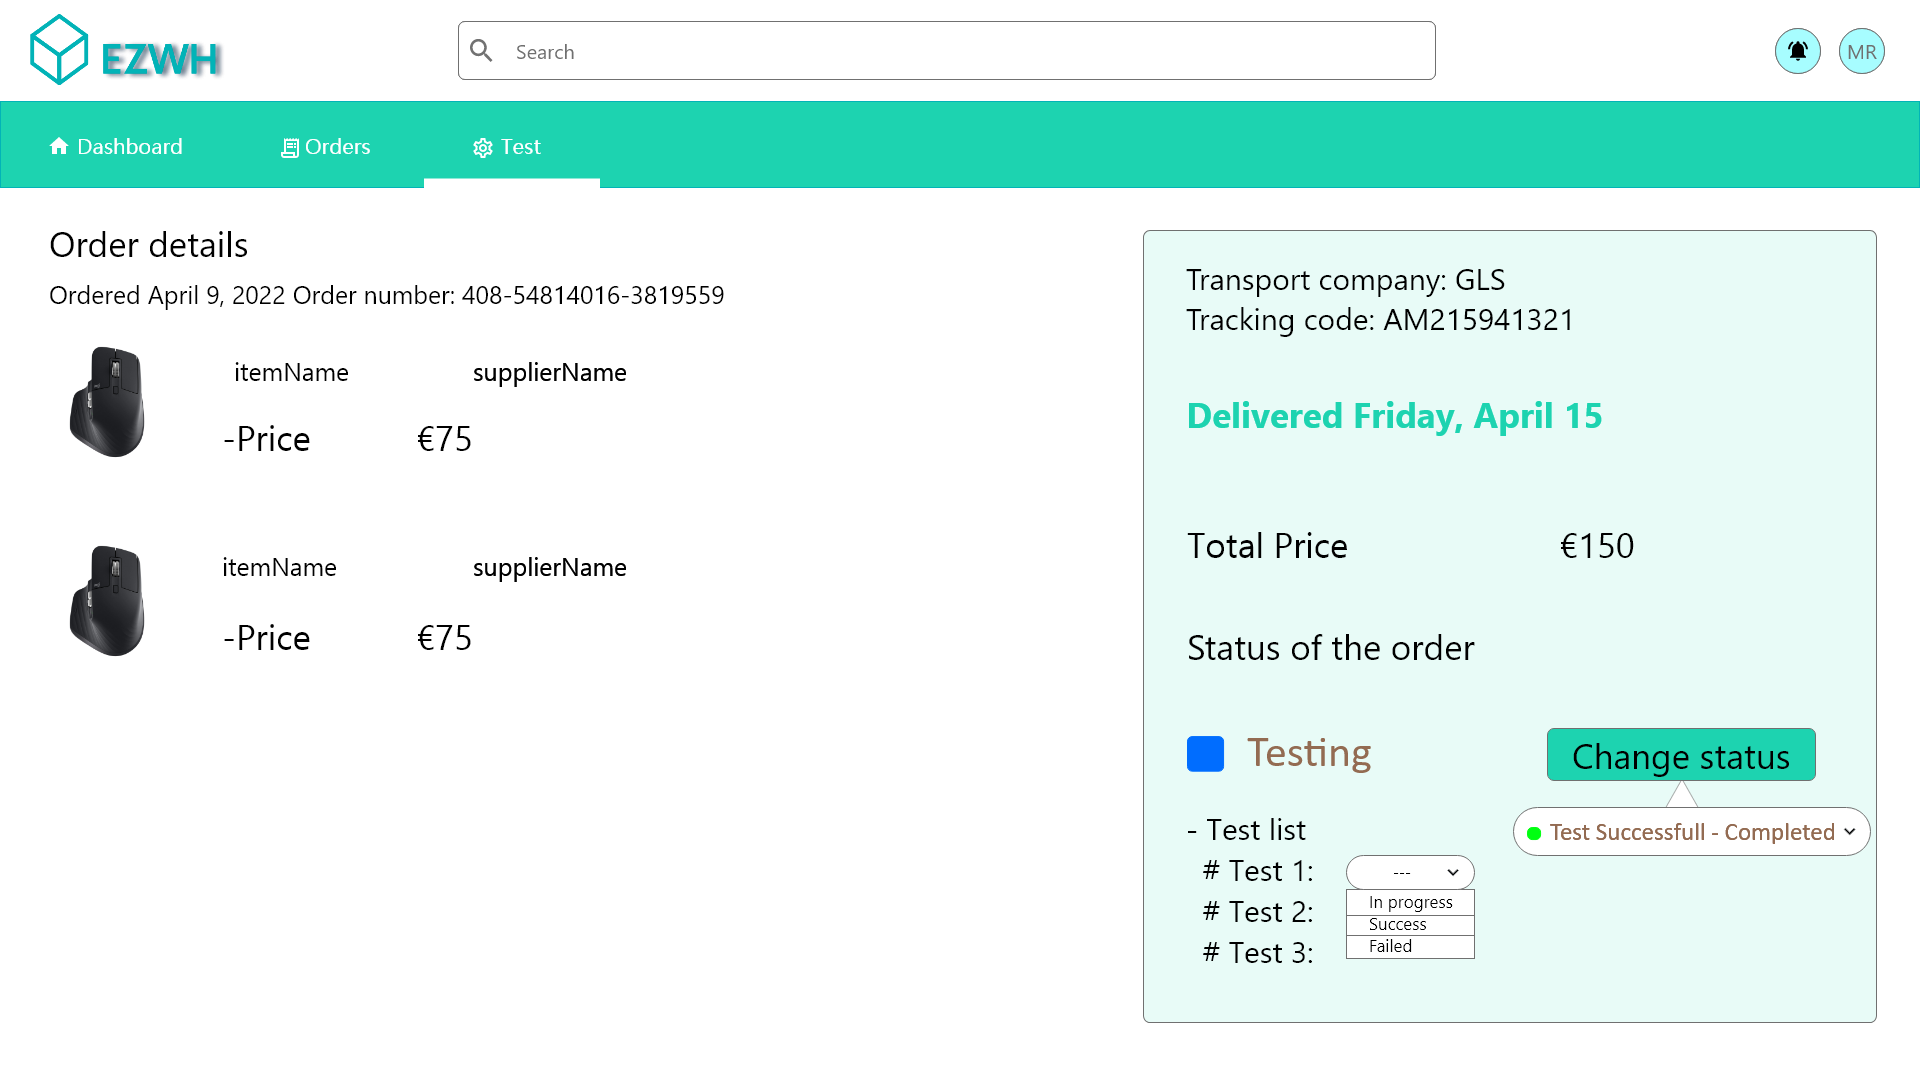 EZWH
Search
MR
Dashboard
Orders
Test
Order details
Ordered April 9, 2022 Order number: 408-54814016-3819559
itemName supplierName
-Price €75
itemName supplierName
-Price €75
Transport company: GLS
Tracking code: AM215941321
Delivered Friday, April 15
Total Price €150
Status of the order
Testing
Change status
Test Successfull - Completed
- Test list
# Test 1: ---
In progress
Success
Failed
# Test 2:
# Test 3: